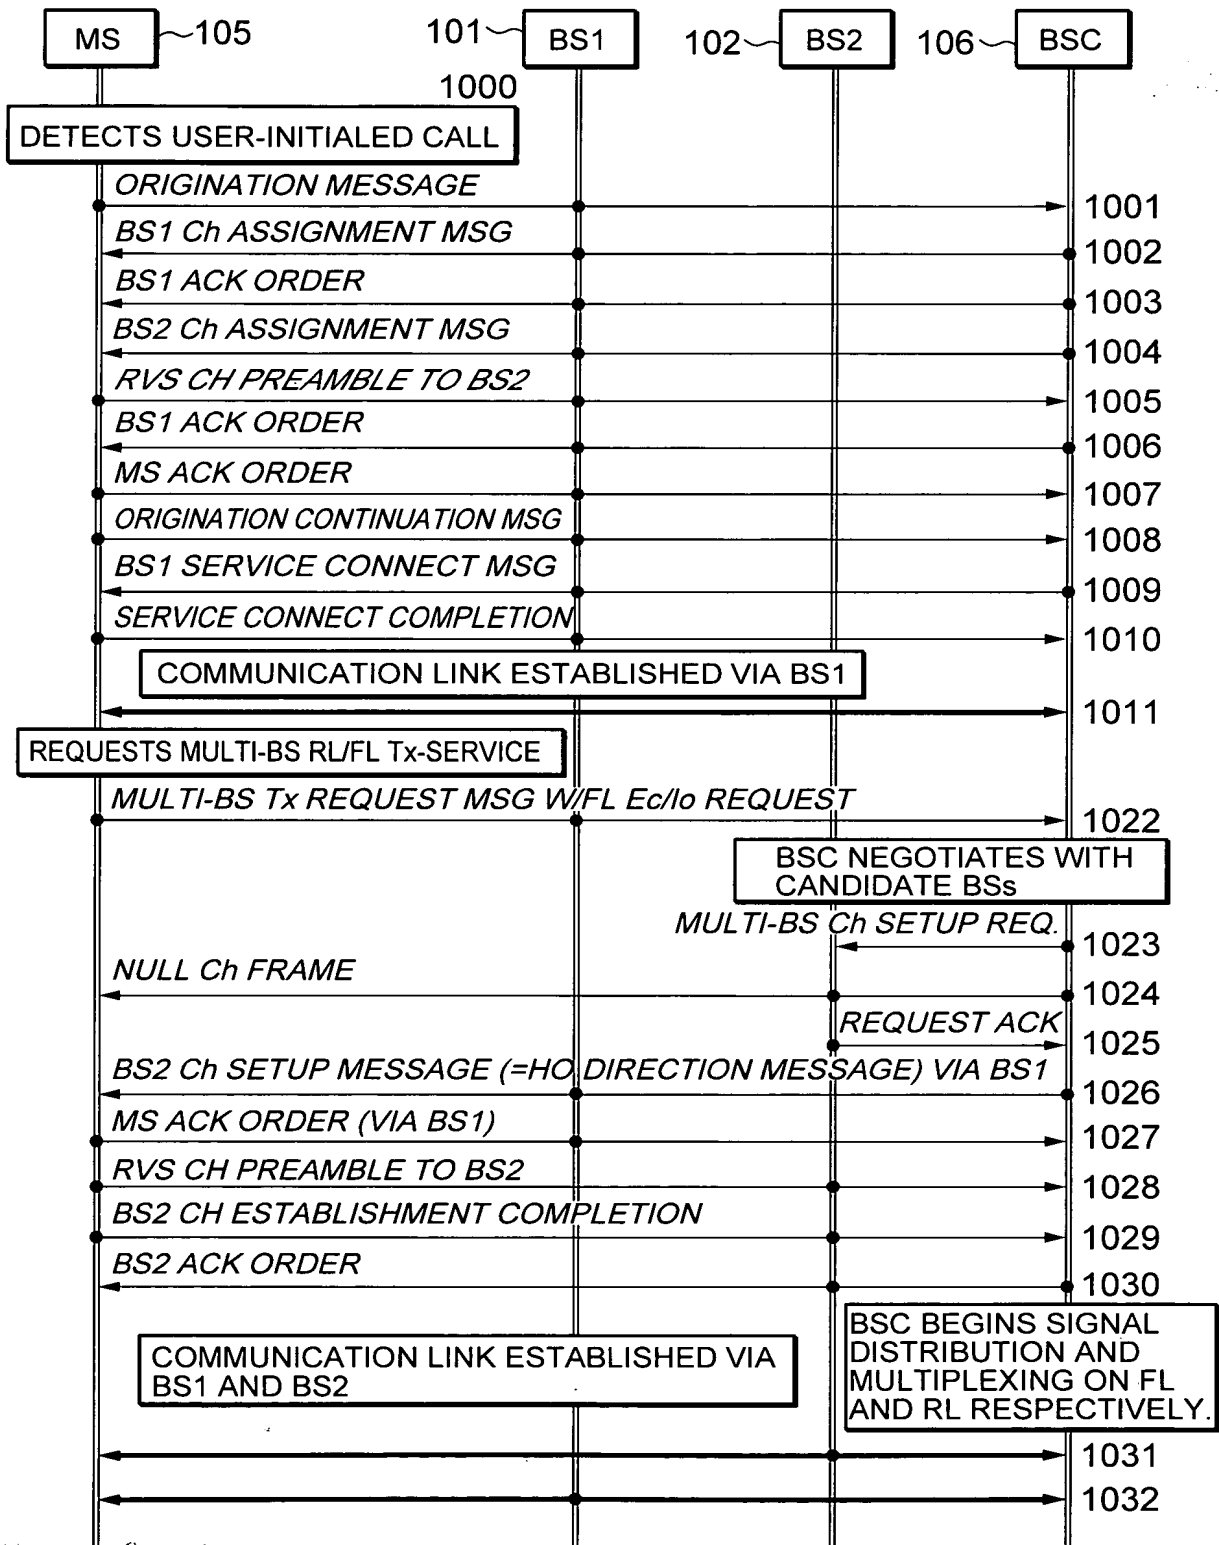 MS 105 101 BS1 102 BS2 106 BSC
1000
DETECTS USER-INITIALED CALL
ORIGINATION MESSAGE 1001
BS1 Ch ASSIGNMENT MSG 1002
BS1 ACK ORDER 1003
BS2 Ch ASSIGNMENT MSG 1004
RVS CH PREAMBLE TO BS2 1005
BS1 ACK ORDER 1006
MS ACK ORDER 1007
ORIGINATION CONTINUATION MSG 1008
BS1 SERVICE CONNECT MSG 1009
SERVICE CONNECT COMPLETION 1010
COMMUNICATION LINK ESTABLISHED VIA BS1
1011
REQUESTS MULTI-BS RL/FL Tx-SERVICE
MULTI-BS Tx REQUEST MSG W/FL Ec/Io REQUEST 1022
BSC NEGOTIATES WITH
CANDIDATE BSs
MULTI-BS Ch SETUP REQ. 1023
NULL Ch FRAME 1024
REQUEST ACK 1025
BS2 Ch SETUP MESSAGE (=HO DIRECTION MESSAGE) VIA BS1 1026
MS ACK ORDER (VIA BS1) 1027
RVS CH PREAMBLE TO BS2 1028
BS2 CH ESTABLISHMENT COMPLETION 1029
BS2 ACK ORDER 1030
COMMUNICATION LINK ESTABLISHED VIA
BS1 AND BS2
BSC BEGINS SIGNAL
DISTRIBUTION AND
MULTIPLEXING ON FL
AND RL RESPECTIVELY.
1031
1032